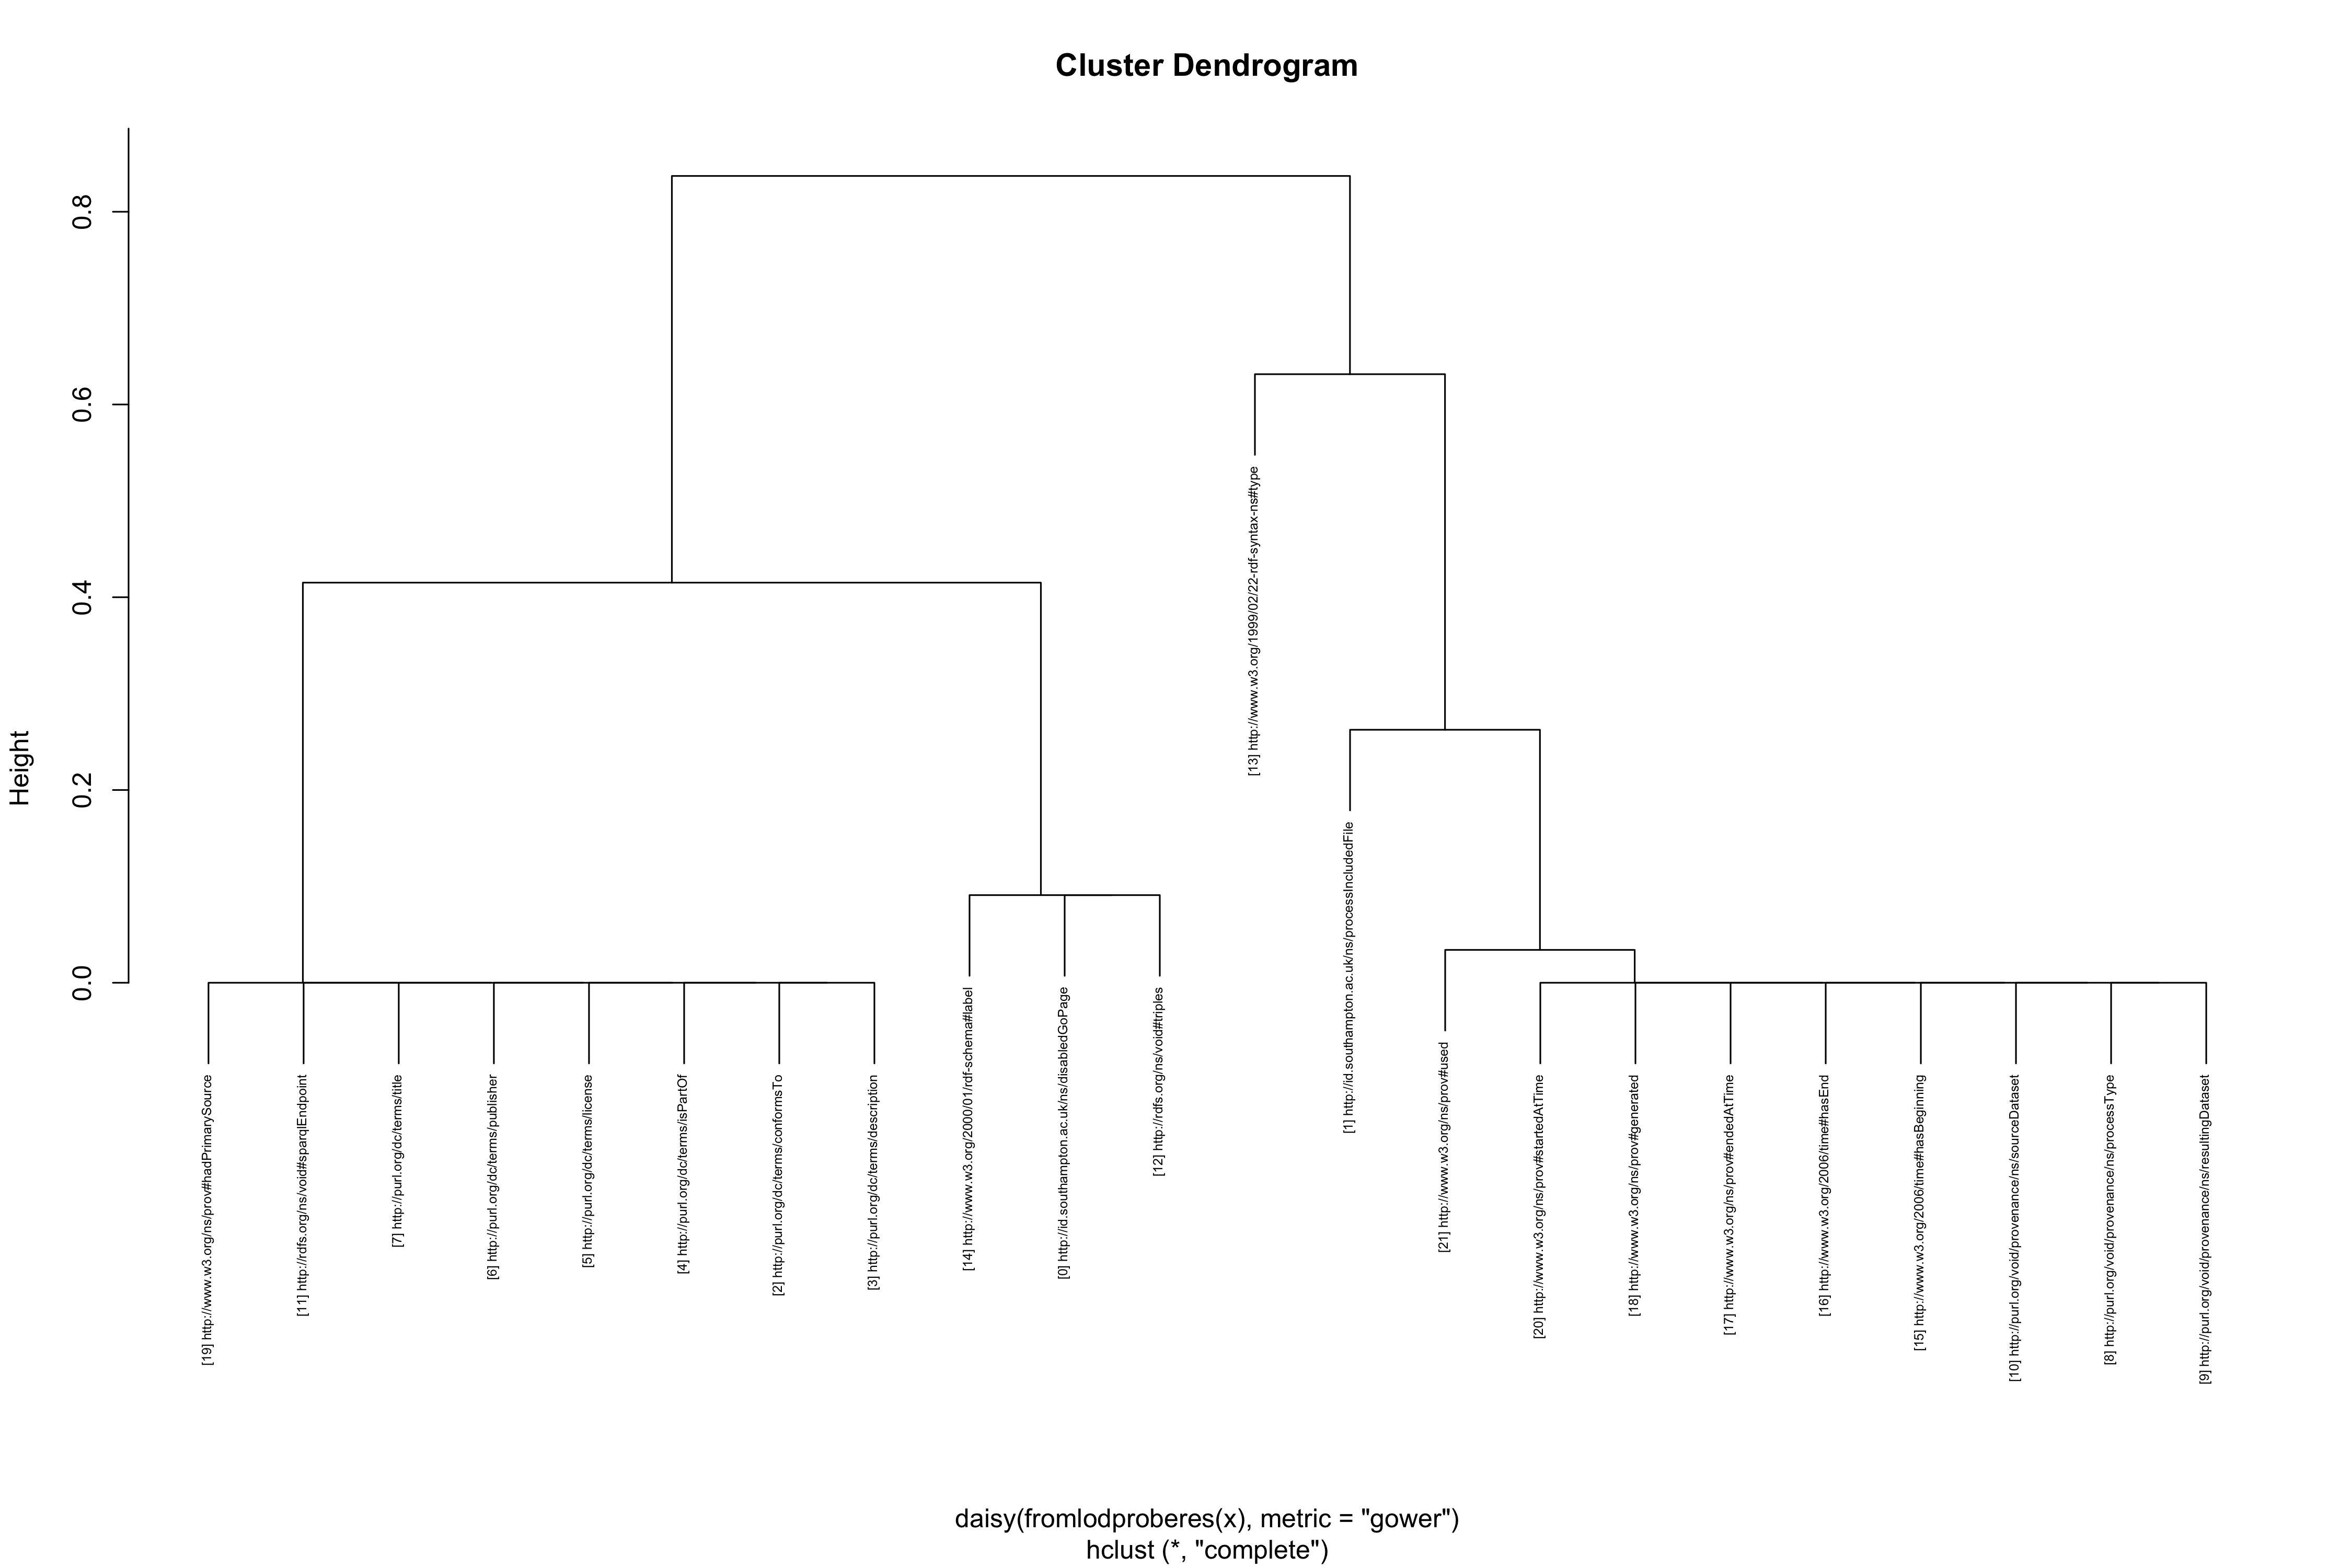 Cluster Dendrogram
Height
0.0
0.2
0.4
0.6
0.8
[19] http://www.w3.org/ns/prov#hadPrimarySource
[11] http://rdfs.org/ns/void#sparqlEndpoint
[7] http://purl.org/dc/terms/title
[6] http://purl.org/dc/terms/publisher
[5] http://purl.org/dc/terms/license
[4] http://purl.org/dc/terms/isPartOf
[2] http://purl.org/dc/terms/conformsTo
[3] http://purl.org/dc/terms/description
[14] http://www.w3.org/2000/01/rdf-schema#label
[0] http://id.southampton.ac.uk/ns/disabledGoPage
[12] http://rdfs.org/ns/void#triples
[13] http://www.w3.org/1999/02/22-rdf-syntax-ns#type
[1] http://id.southampton.ac.uk/ns/processIncludedFile
[21] http://www.w3.org/ns/prov#used
[20] http://www.w3.org/ns/prov#startedAtTime
[18] http://www.w3.org/ns/prov#generated
[17] http://www.w3.org/ns/prov#endedAtTime
[16] http://www.w3.org/2006/time#hasEnd
[15] http://www.w3.org/2006/time#hasBeginning
[10] http://purl.org/void/provenance/ns/sourceDataset
[8] http://purl.org/void/provenance/ns/processType
[9] http://purl.org/void/provenance/ns/resultingDataset
daisy(fromlodproberes(x), metric = "gower")
hclust (*, "complete")